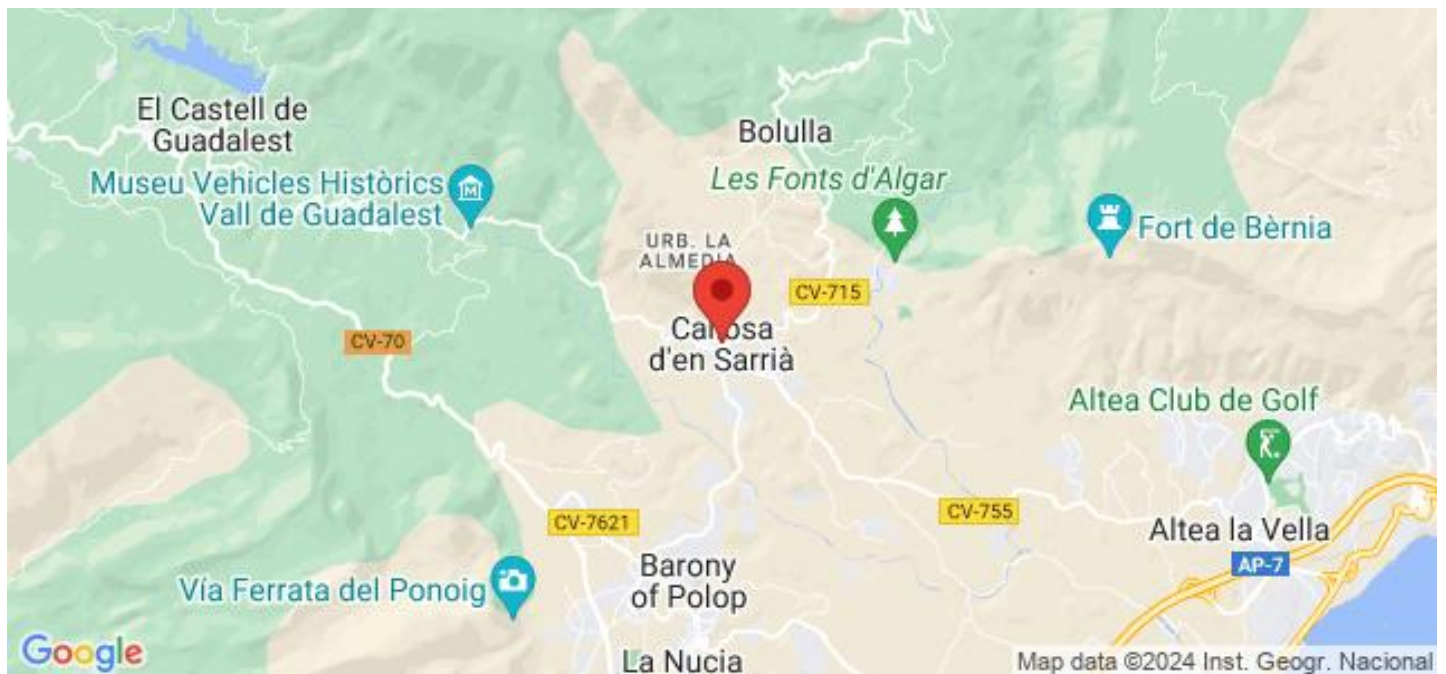 El Castell de
Guadalest
Bolulla
Museu Vehicles Històrics
Vall de Guadalest
M
Les Fonts d'Algar
Fort de Bèrnia
URB. LA
ALMEDIA
CV-715
CV-70
Callosa
d'en Sarrià
Altea Club de Golf
CV-7621
CV-755
Altea la Vella
AP-7
Barony
of Polop
Vía Ferrata del Ponoig
La Nucia
Google
Map data ©2024 Inst. Geogr. Nacional